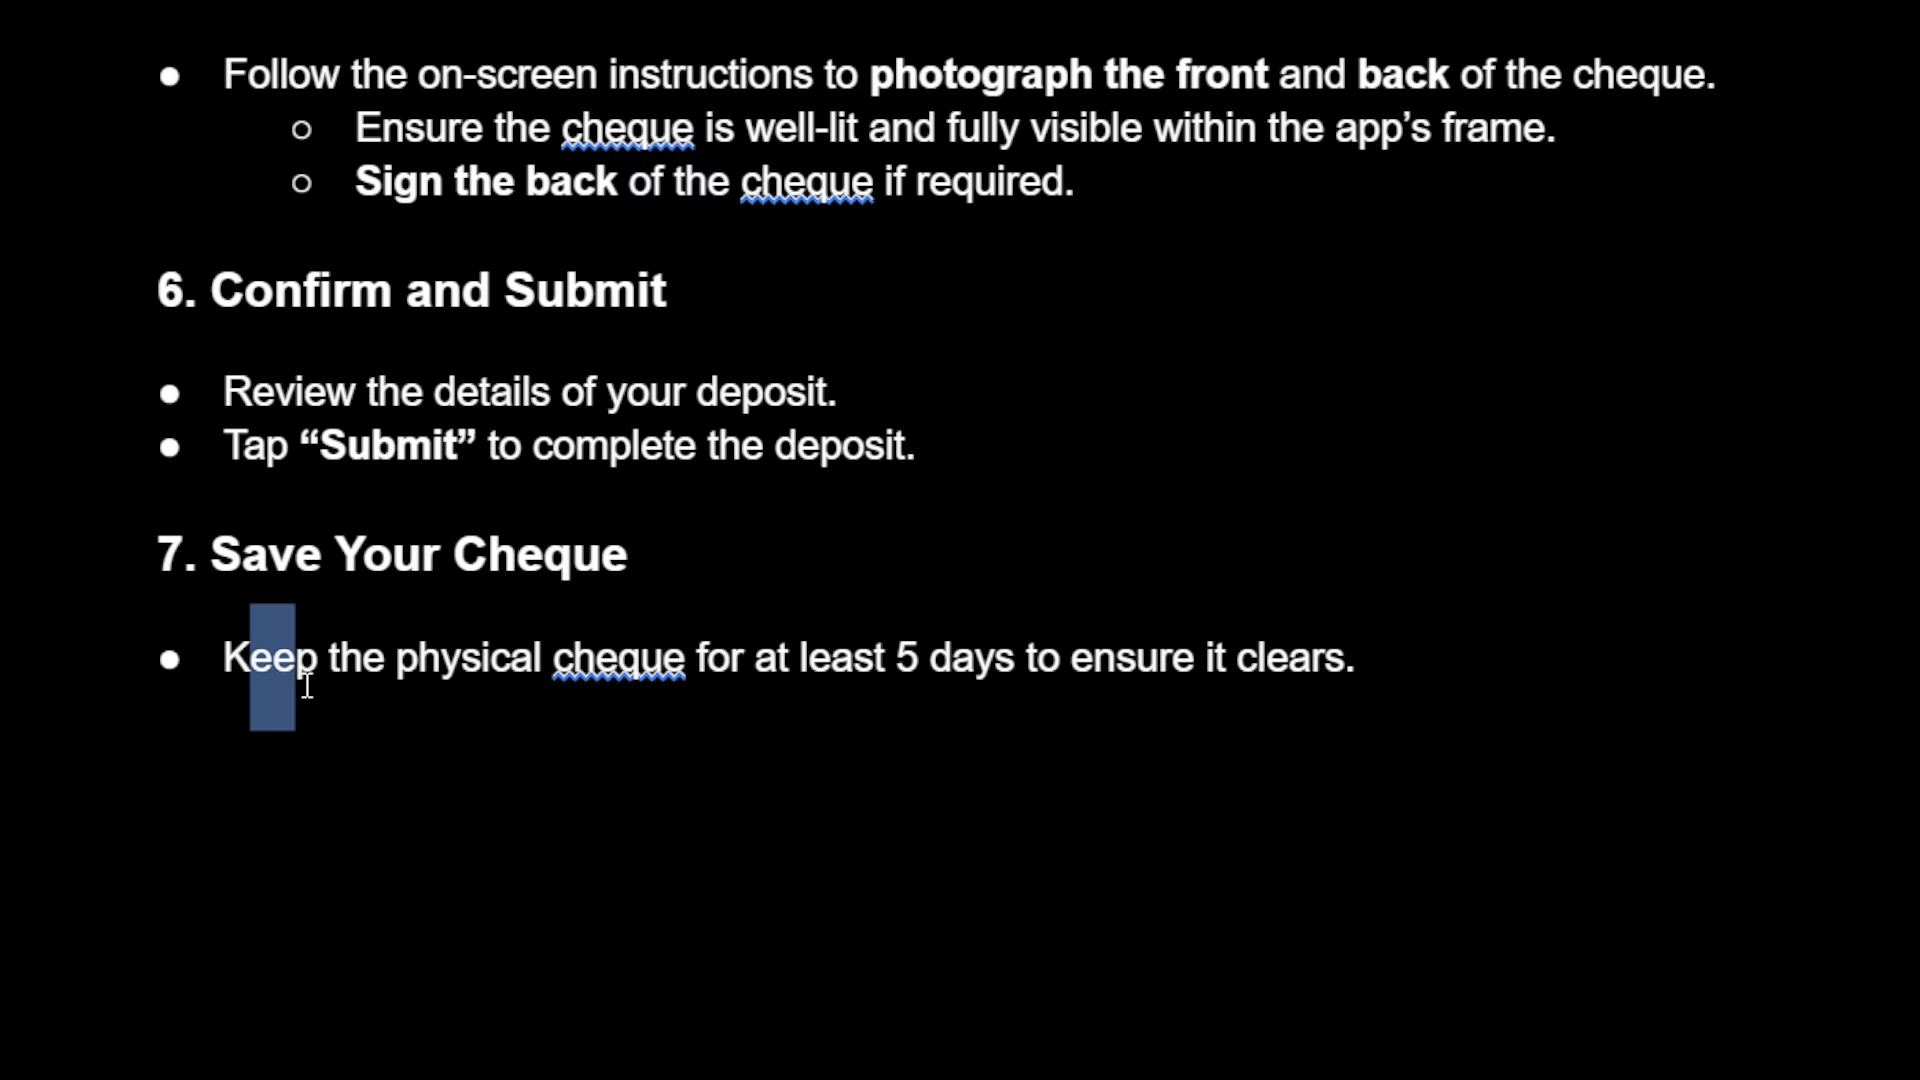 ● Follow the on-screen instructions to photograph the front and back of the cheque.
○ Ensure the cheque is well-lit and fully visible within the app’s frame.
○ Sign the back of the cheque if required.
6. Confirm and Submit
● Review the details of your deposit.
● Tap “Submit” to complete the deposit.
7. Save Your Cheque
● Keep the physical cheque for at least 5 days to ensure it clears.